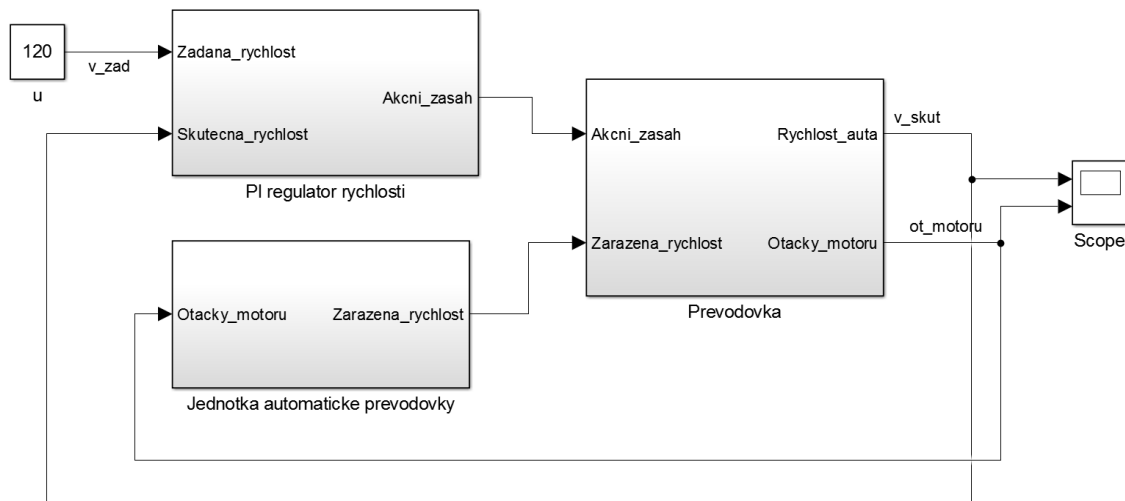 120
v_zad
u
Zadana_rychlost
Akcni_zasah
Skutecna_rychlost
PI regulator rychlosti
Akcni_zasah
Rychlost_auta
v_skut
Zarazena_rychlost
Otacky_motoru
ot_motoru
Prevodovka
Scope
Otacky_motoru
Zarazena_rychlost
Jednotka automaticke prevodovky